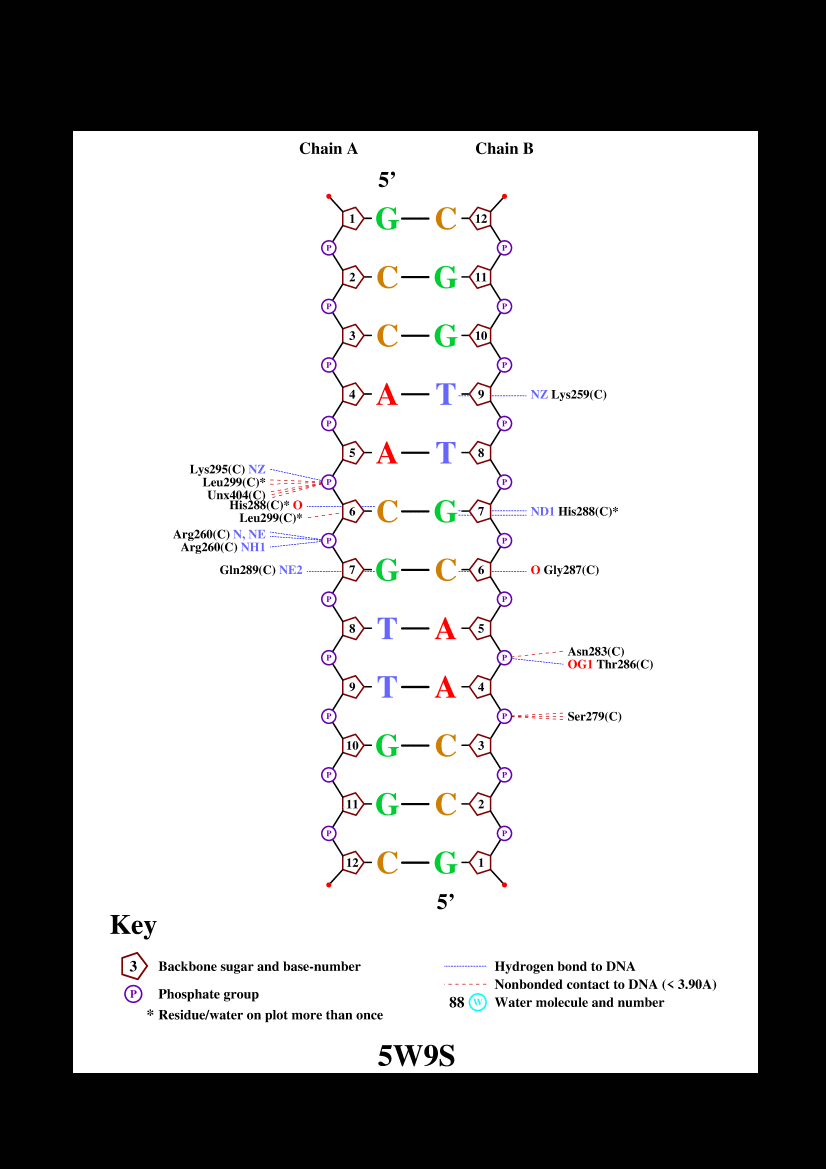 Chain A Chain B
5’
1 G C 12
P P
2 C G 11
P P
3 C G 10
P P
4 A T 9 NZ Lys259(C)
P P
5 A T 8
Lys295(C) NZ
Leu299(C)* P P
Unx404(C)
His288(C)* O
6 C G 7 ND1 His288(C)*
Leu299(C)*
Arg260(C) N, NE
P P
Arg260(C) NH1
Gln289(C) NE2 7 G C 6 O Gly287(C)
P P
8 T A 5
Asn283(C)
P P
OG1 Thr286(C)
9 T A 4
P P Ser279(C)
10 G C 3
P P
11 G C 2
P P
12 C G 1
5’
Key
3 Backbone sugar and base-number
P Phosphate group
* Residue/water on plot more than once
Hydrogen bond to DNA
Nonbonded contact to DNA (< 3.90A)
88 W Water molecule and number
5W9S